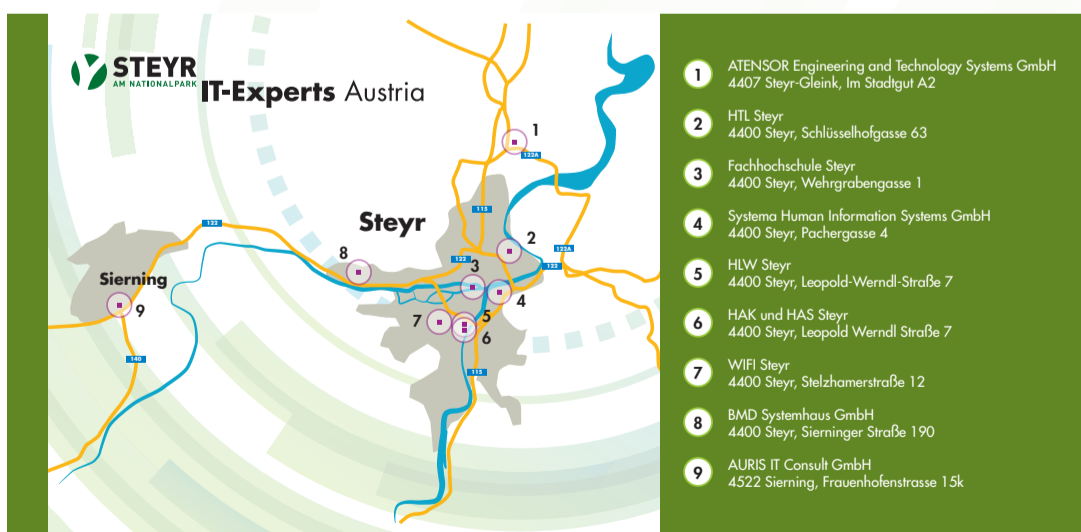 STEYR
AM NATIONALPARK
IT-Experts Austria
1
122A
115
Steyr
122
2
8
122
122A
122
3
Sierning
4
9
7
5
6
140
115
1 ATENSOR Engineering and Technology Systems GmbH
4407 Steyr-Gleink, Im Stadtgut A2
2 HTL Steyr
4400 Steyr, Schlüsselhofgasse 63
3 Fachhochschule Steyr
4400 Steyr, Wehrgrabengasse 1
4 Systema Human Information Systems GmbH
4400 Steyr, Pachergasse 4
5 HLW Steyr
4400 Steyr, Leopold-Werndl-Straße 7
6 HAK und HAS Steyr
4400 Steyr, Leopold Werndl Straße 7
7 WIFI Steyr
4400 Steyr, Stelzhamerstraße 12
8 BMD Systemhaus GmbH
4400 Steyr, Sierninger Straße 190
9 AURIS IT Consult GmbH
4522 Sierning, Frauenhofenstrasse 15k